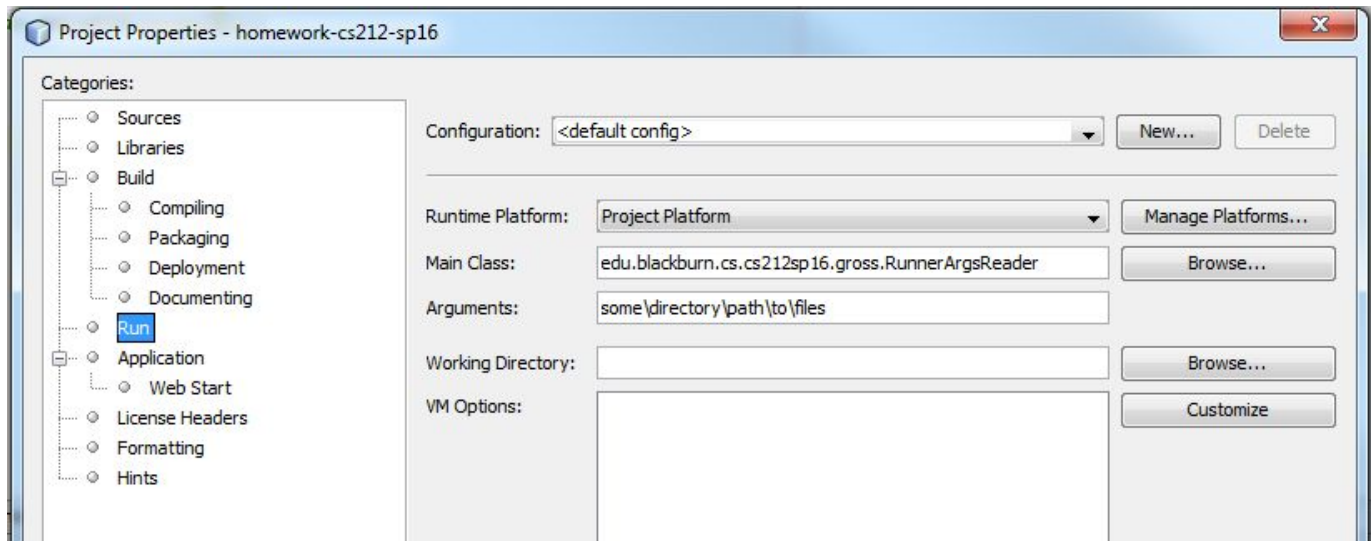 Project Properties - homework-cs212-sp16
Categories:
Sources
Libraries
Build
Compiling
Packaging
Deployment
Documenting
Run
Application
Web Start
License Headers
Formatting
Hints
Configuration: <default config> New... Delete
Runtime Platform: Project Platform Manage Platforms...
Main Class: edu.blackburn.cs.cs212sp16.gross.RunnerArgsReader Browse...
Arguments: some\directory\path\to\files
Working Directory: Browse...
VM Options: Customize